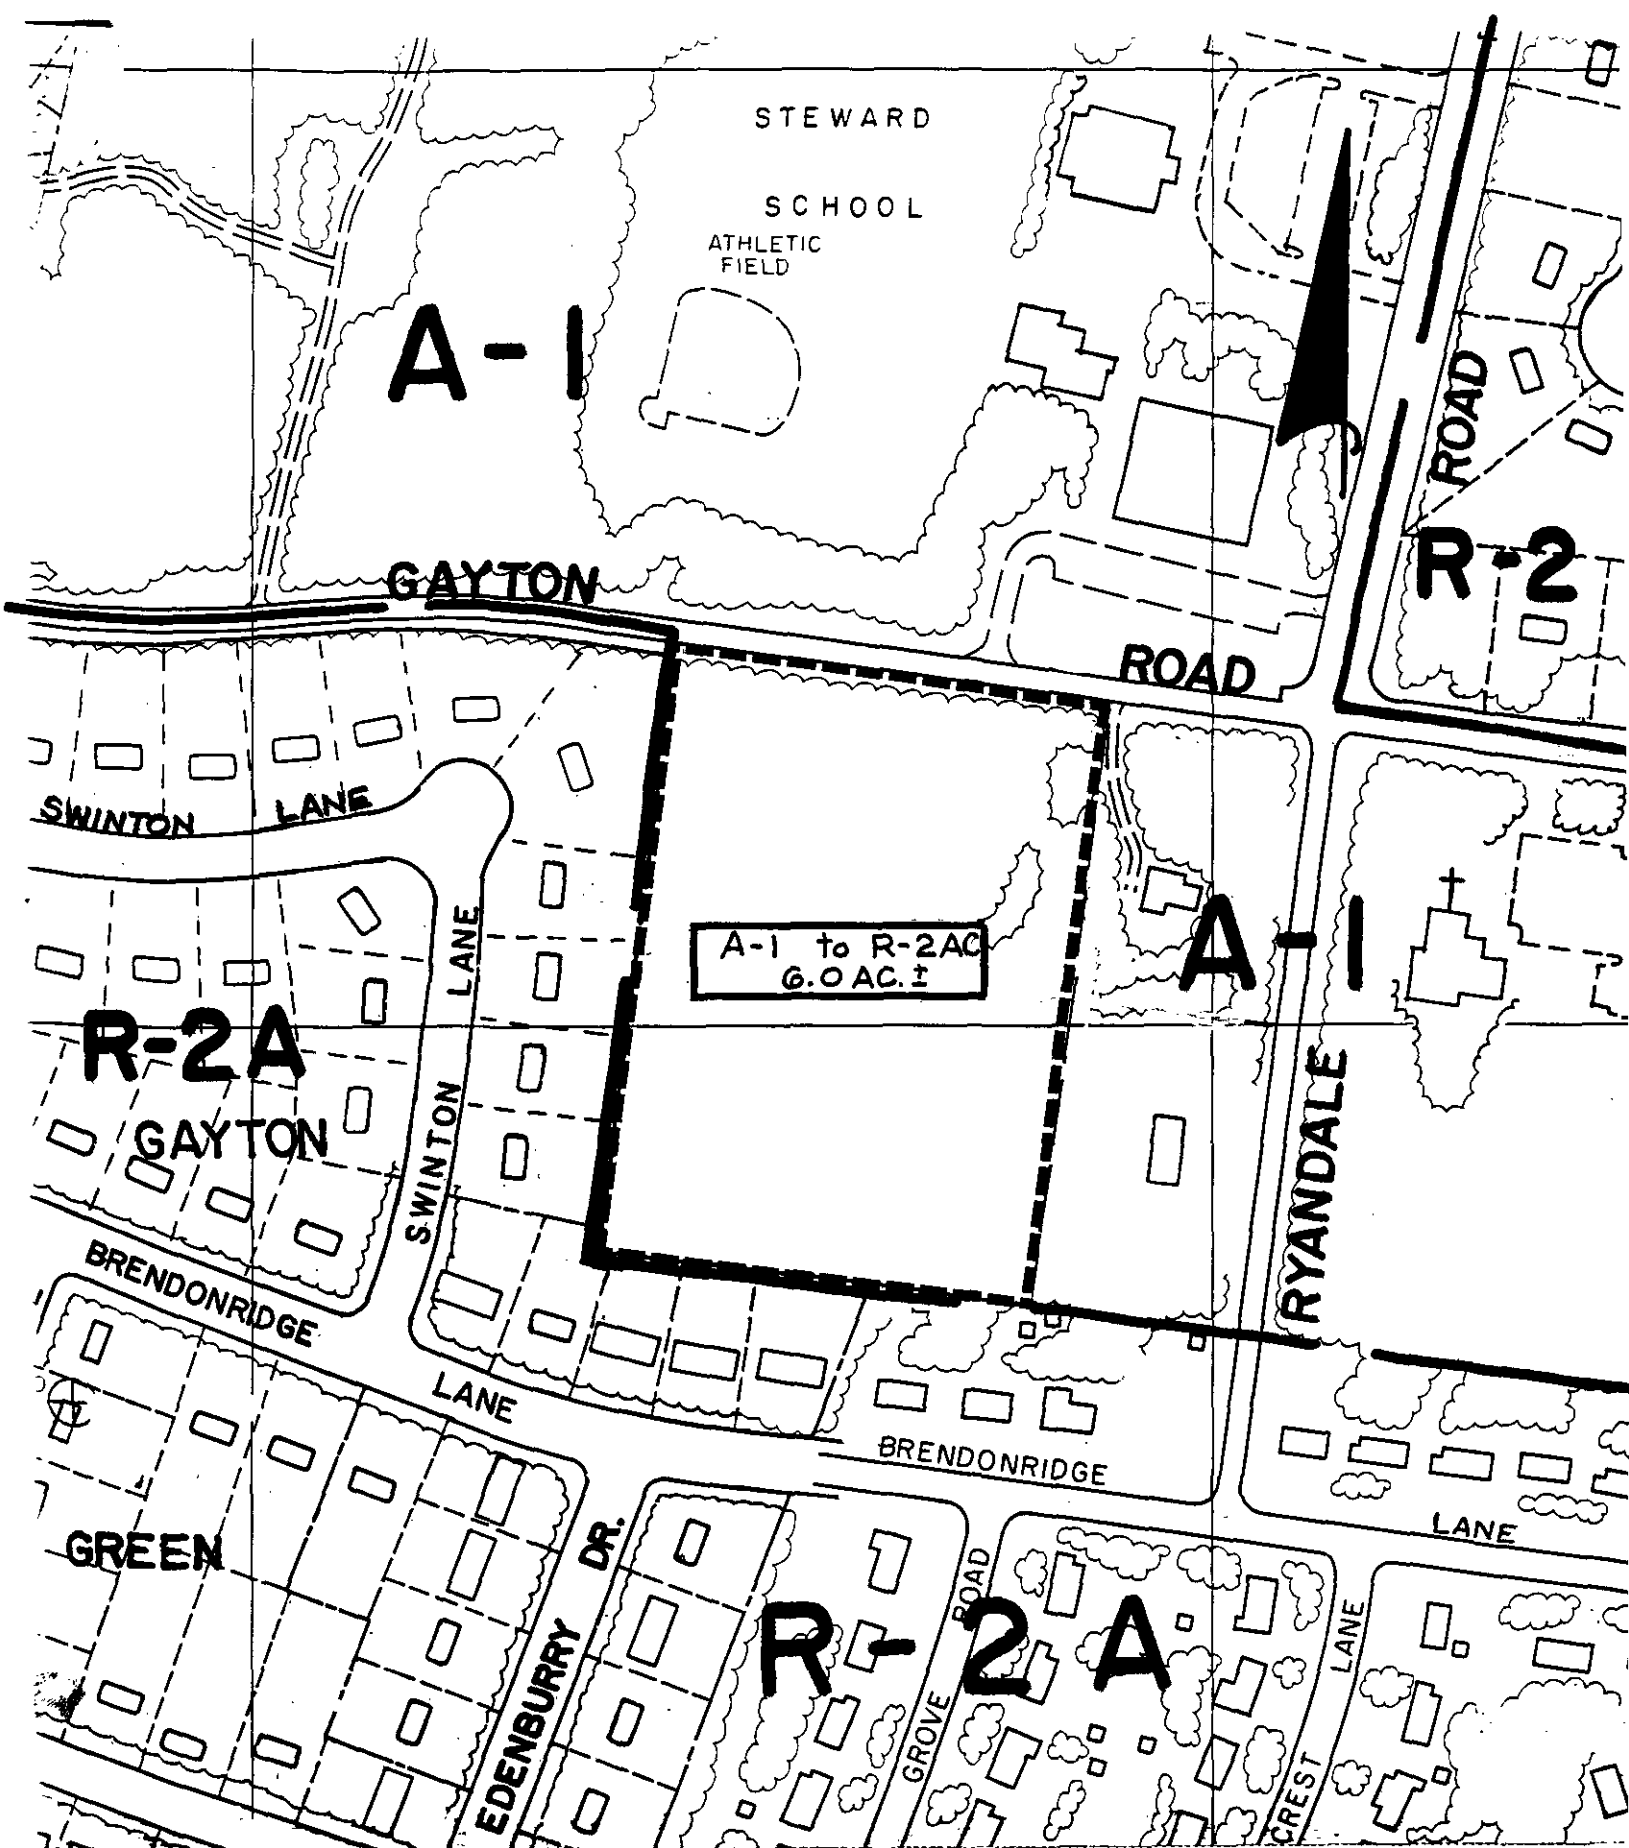 STEWARD
SCHOOL
ATHLETIC
FIELD
A-1
ROAD
R-2
GAYTON
ROAD
SWINTON LANE
A-1 to R-2AC
6.0 AC.±
A-1
LANE
SWINTON
R-2A
GAYTON
RYANDALE
BRENDONRIDGE
LANE
BRENDONRIDGE
LANE
GREEN
DR.
EDENBURRY
R-2A
ROAD
GROVE
LANE
CREST